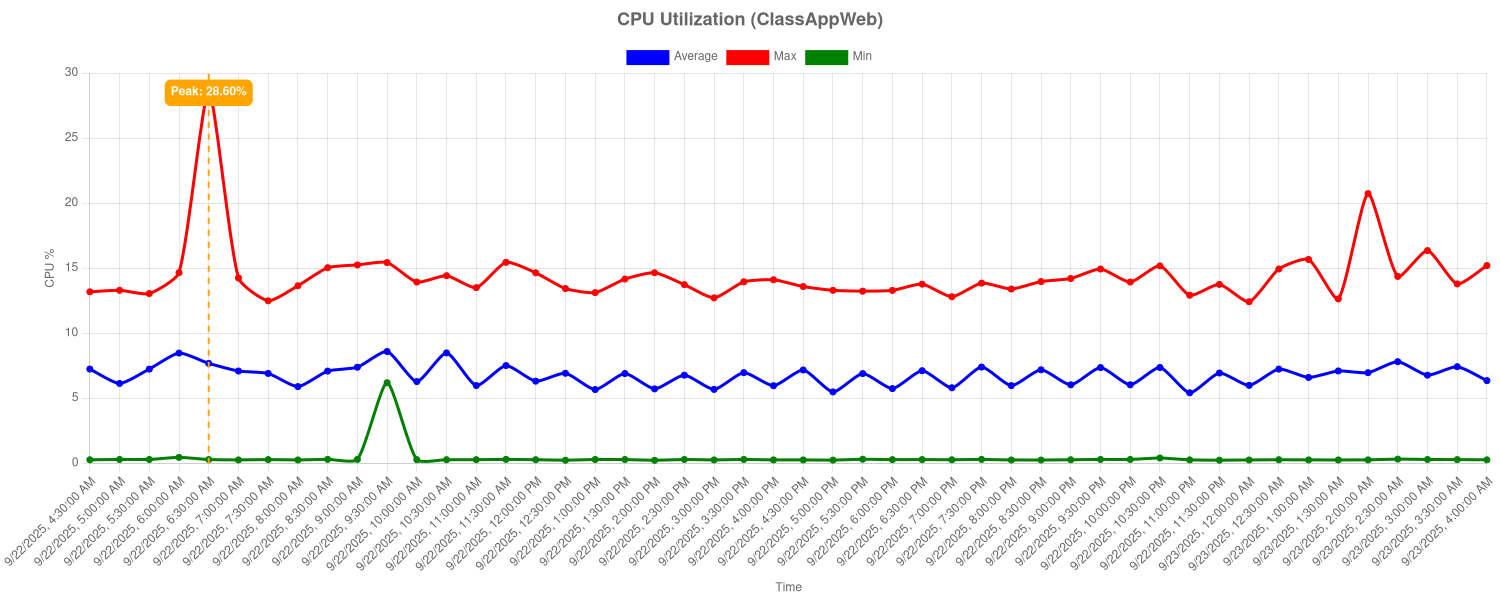 CPU Utilization (ClassAppWeb)
Average Max Min
30
Peak: 28.60%
25
20
15
10
5
0
CPU %
9/22/2025, 4:30:00 AM
9/22/2025, 5:00:00 AM
9/22/2025, 5:30:00 AM
9/22/2025, 6:00:00 AM
9/22/2025, 6:30:00 AM
9/22/2025, 7:00:00 AM
9/22/2025, 7:30:00 AM
9/22/2025, 8:00:00 AM
9/22/2025, 8:30:00 AM
9/22/2025, 9:00:00 AM
9/22/2025, 9:30:00 AM
9/22/2025, 10:00:00 AM
9/22/2025, 10:30:00 AM
9/22/2025, 11:00:00 AM
9/22/2025, 11:30:00 AM
9/22/2025, 12:00:00 PM
9/22/2025, 12:30:00 PM
9/22/2025, 1:00:00 PM
9/22/2025, 1:30:00 PM
9/22/2025, 2:00:00 PM
9/22/2025, 2:30:00 PM
9/22/2025, 3:00:00 PM
9/22/2025, 3:30:00 PM
9/22/2025, 4:00:00 PM
9/22/2025, 4:30:00 PM
9/22/2025, 5:00:00 PM
9/22/2025, 5:30:00 PM
9/22/2025, 6:00:00 PM
9/22/2025, 6:30:00 PM
9/22/2025, 7:00:00 PM
9/22/2025, 7:30:00 PM
9/22/2025, 8:00:00 PM
9/22/2025, 8:30:00 PM
9/22/2025, 9:00:00 PM
9/22/2025, 9:30:00 PM
9/22/2025, 10:00:00 PM
9/22/2025, 10:30:00 PM
9/22/2025, 11:00:00 PM
9/22/2025, 11:30:00 PM
9/23/2025, 12:00:00 AM
9/23/2025, 12:30:00 AM
9/23/2025, 1:00:00 AM
9/23/2025, 1:30:00 AM
9/23/2025, 2:00:00 AM
9/23/2025, 2:30:00 AM
9/23/2025, 3:00:00 AM
9/23/2025, 3:30:00 AM
9/23/2025, 4:00:00 AM
Time